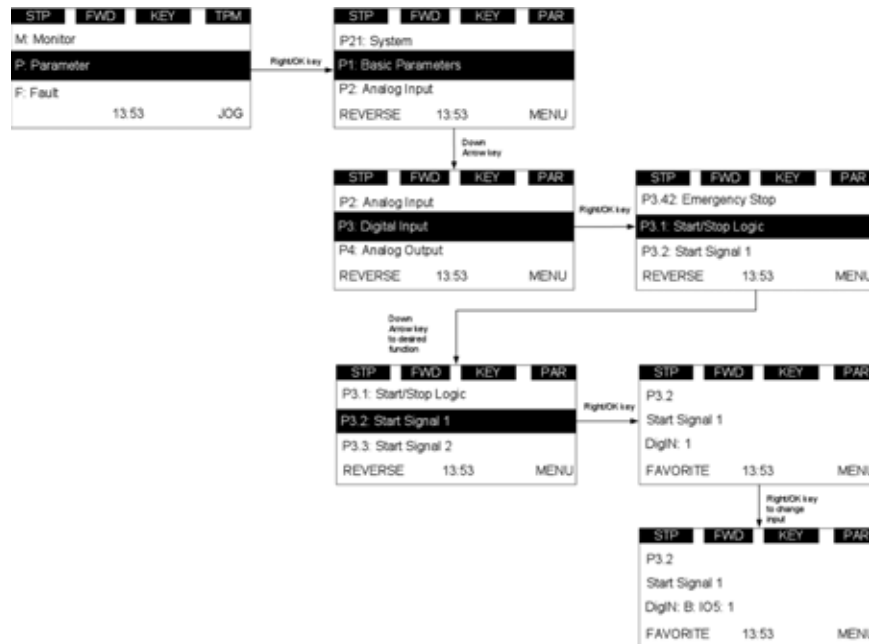 STP FWD KEY TPM
M: Monitor
P: Parameter
F: Fault
13:53 JOG
Right/OK key
STP FWD KEY PAR
P21: System
P1: Basic Parameters
P2: Analog Input
REVERSE 13:53 MENU
Down
Arrow key
STP FWD KEY PAR
P2: Analog Input
P3: Digital Input
P4: Analog Output
REVERSE 13:53 MENU
Right/OK key
STP FWD KEY PAR
P3.42: Emergency Stop
P3.1: Start/Stop Logic
P3.2: Start Signal 1
REVERSE 13:53 MENU
Down
Arrow key
to desired
function
STP FWD KEY PAR
P3.1: Start/Stop Logic
P3.2: Start Signal 1
P3.3: Start Signal 2
REVERSE 13:53 MENU
Right/OK key
STP FWD KEY PAR
P3.2
Start Signal 1
DigIN: 1
FAVORITE 13:53 MENU
Right/OK key
to change
input
STP FWD KEY PAR
P3.2
Start Signal 1
DigIN: B: IO5: 1
FAVORITE 13:53 MENU